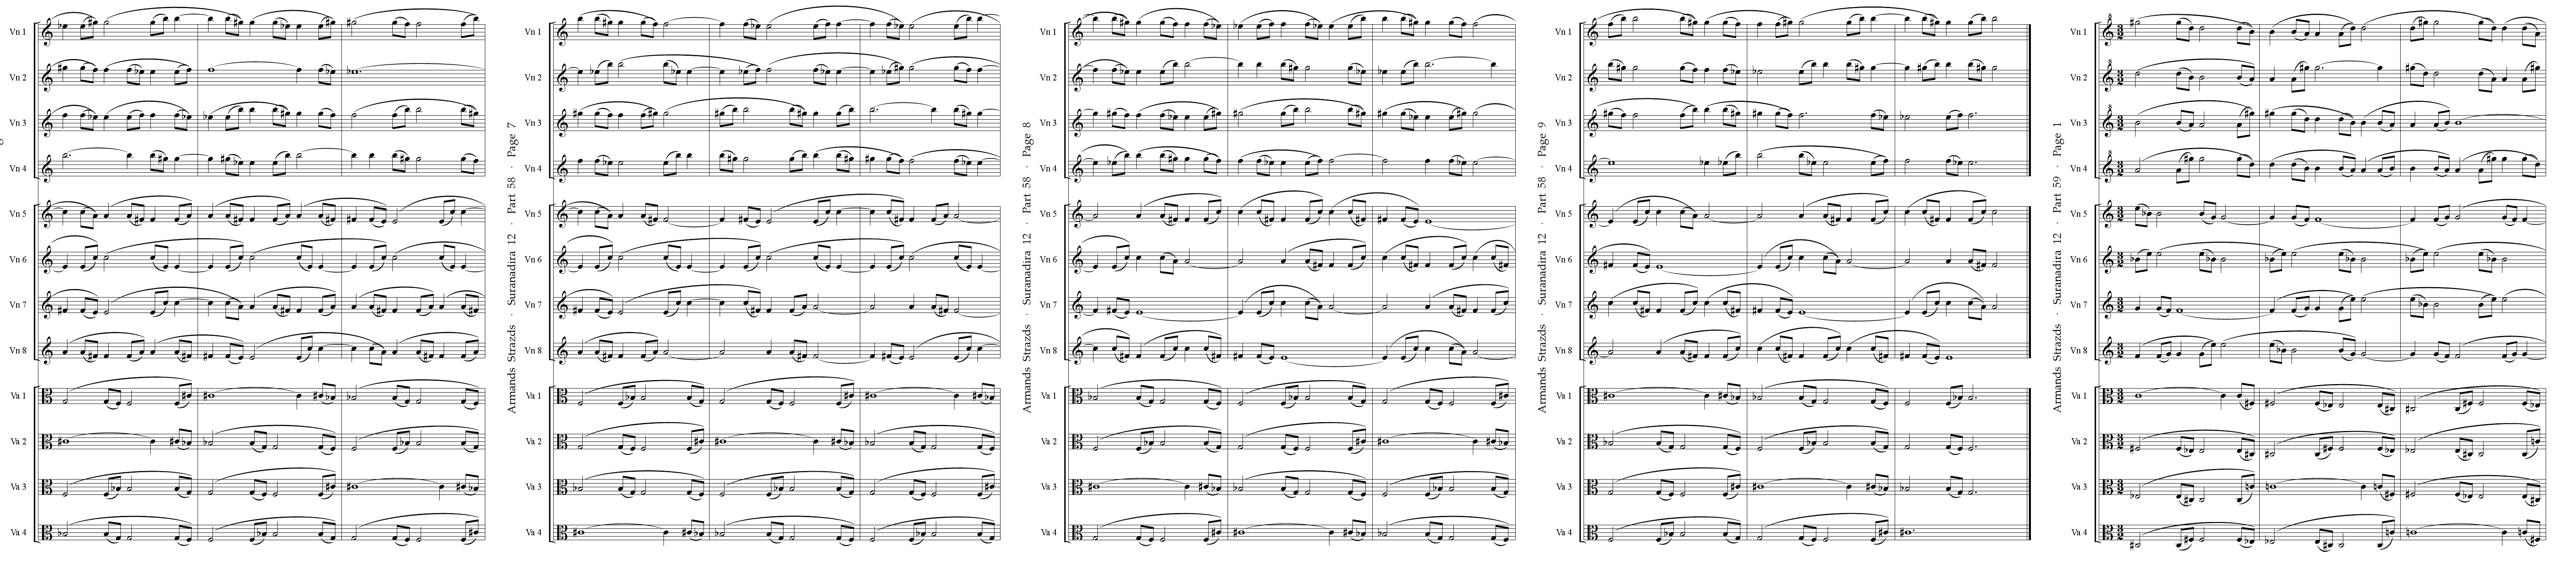 Vn 1
Vn 2
Vn 3
Vn 4
Vn 5
Vn 6
Vn 7
Vn 8
Va 1
Va 2
Va 3
Va 4
Armands Strazds · Suranadira 12 · Part 58 · Page 7
Vn 1
Vn 2
Vn 3
Vn 4
Vn 5
Vn 6
Vn 7
Vn 8
Va 1
Va 2
Va 3
Va 4
Armands Strazds · Suranadira 12 · Part 58 · Page 8
Vn 1
Vn 2
Vn 3
Vn 4
Vn 5
Vn 6
Vn 7
Vn 8
Va 1
Va 2
Va 3
Va 4
Armands Strazds · Suranadira 12 · Part 58 · Page 9
Vn 1
Vn 2
Vn 3
Vn 4
Vn 5
Vn 6
Vn 7
Vn 8
Va 1
Va 2
Va 3
Va 4
Armands Strazds · Suranadira 12 · Part 59 · Page 1
Vn 1
Vn 2
Vn 3
Vn 4
Vn 5
Vn 6
Vn 7
Vn 8
Va 1
Va 2
Va 3
Va 4